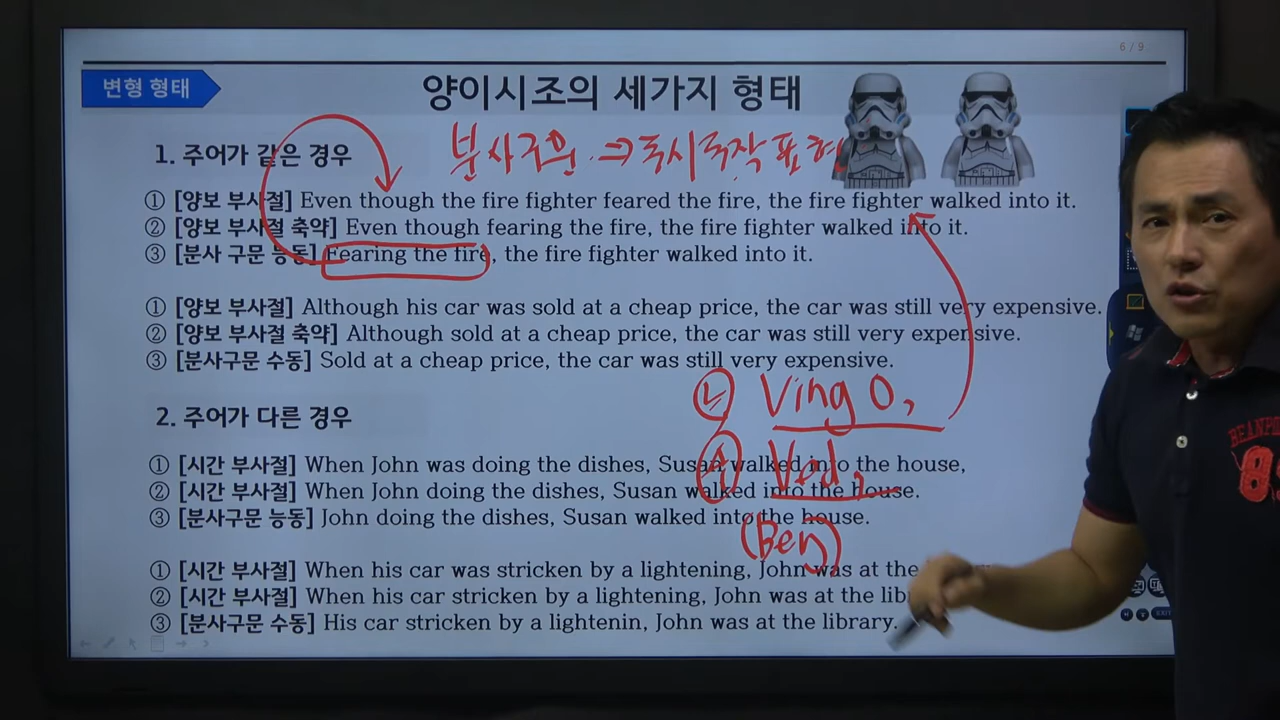 6 / 9
변형 형태
양이시조의 세가지 형태
분사구문 ⇒ 동시동작 표현
1. 주어가 같은 경우
① [양보 부사절] Even though the fire fighter feared the fire, the fire fighter walked into it.
② [양보 부사절 축약] Even though fearing the fire, the fire fighter walked into it.
③ [분사 구문 능동] Fearing the fire, the fire fighter walked into it.
① [양보 부사절] Although his car was sold at a cheap price, the car was still very expensive.
② [양보 부사절 축약] Although sold at a cheap price, the car was still very expensive.
③ [분사구문 수동] Sold at a cheap price, the car was still very expensive.
Ving O,
2. 주어가 다른 경우
① [시간 부사절] When John was doing the dishes, Susan walked into the house,
Ved,
② [시간 부사절] When John doing the dishes, Susan walked into the house.
③ [분사구문 능동] John doing the dishes, Susan walked into the house.
① [시간 부사절] When his car was stricken by a lightening, John was at the
② [시간 부사절] When his car stricken by a lightening, John was at the lib
③ [분사구문 수동] His car stricken by a lightenin, John was at the library.